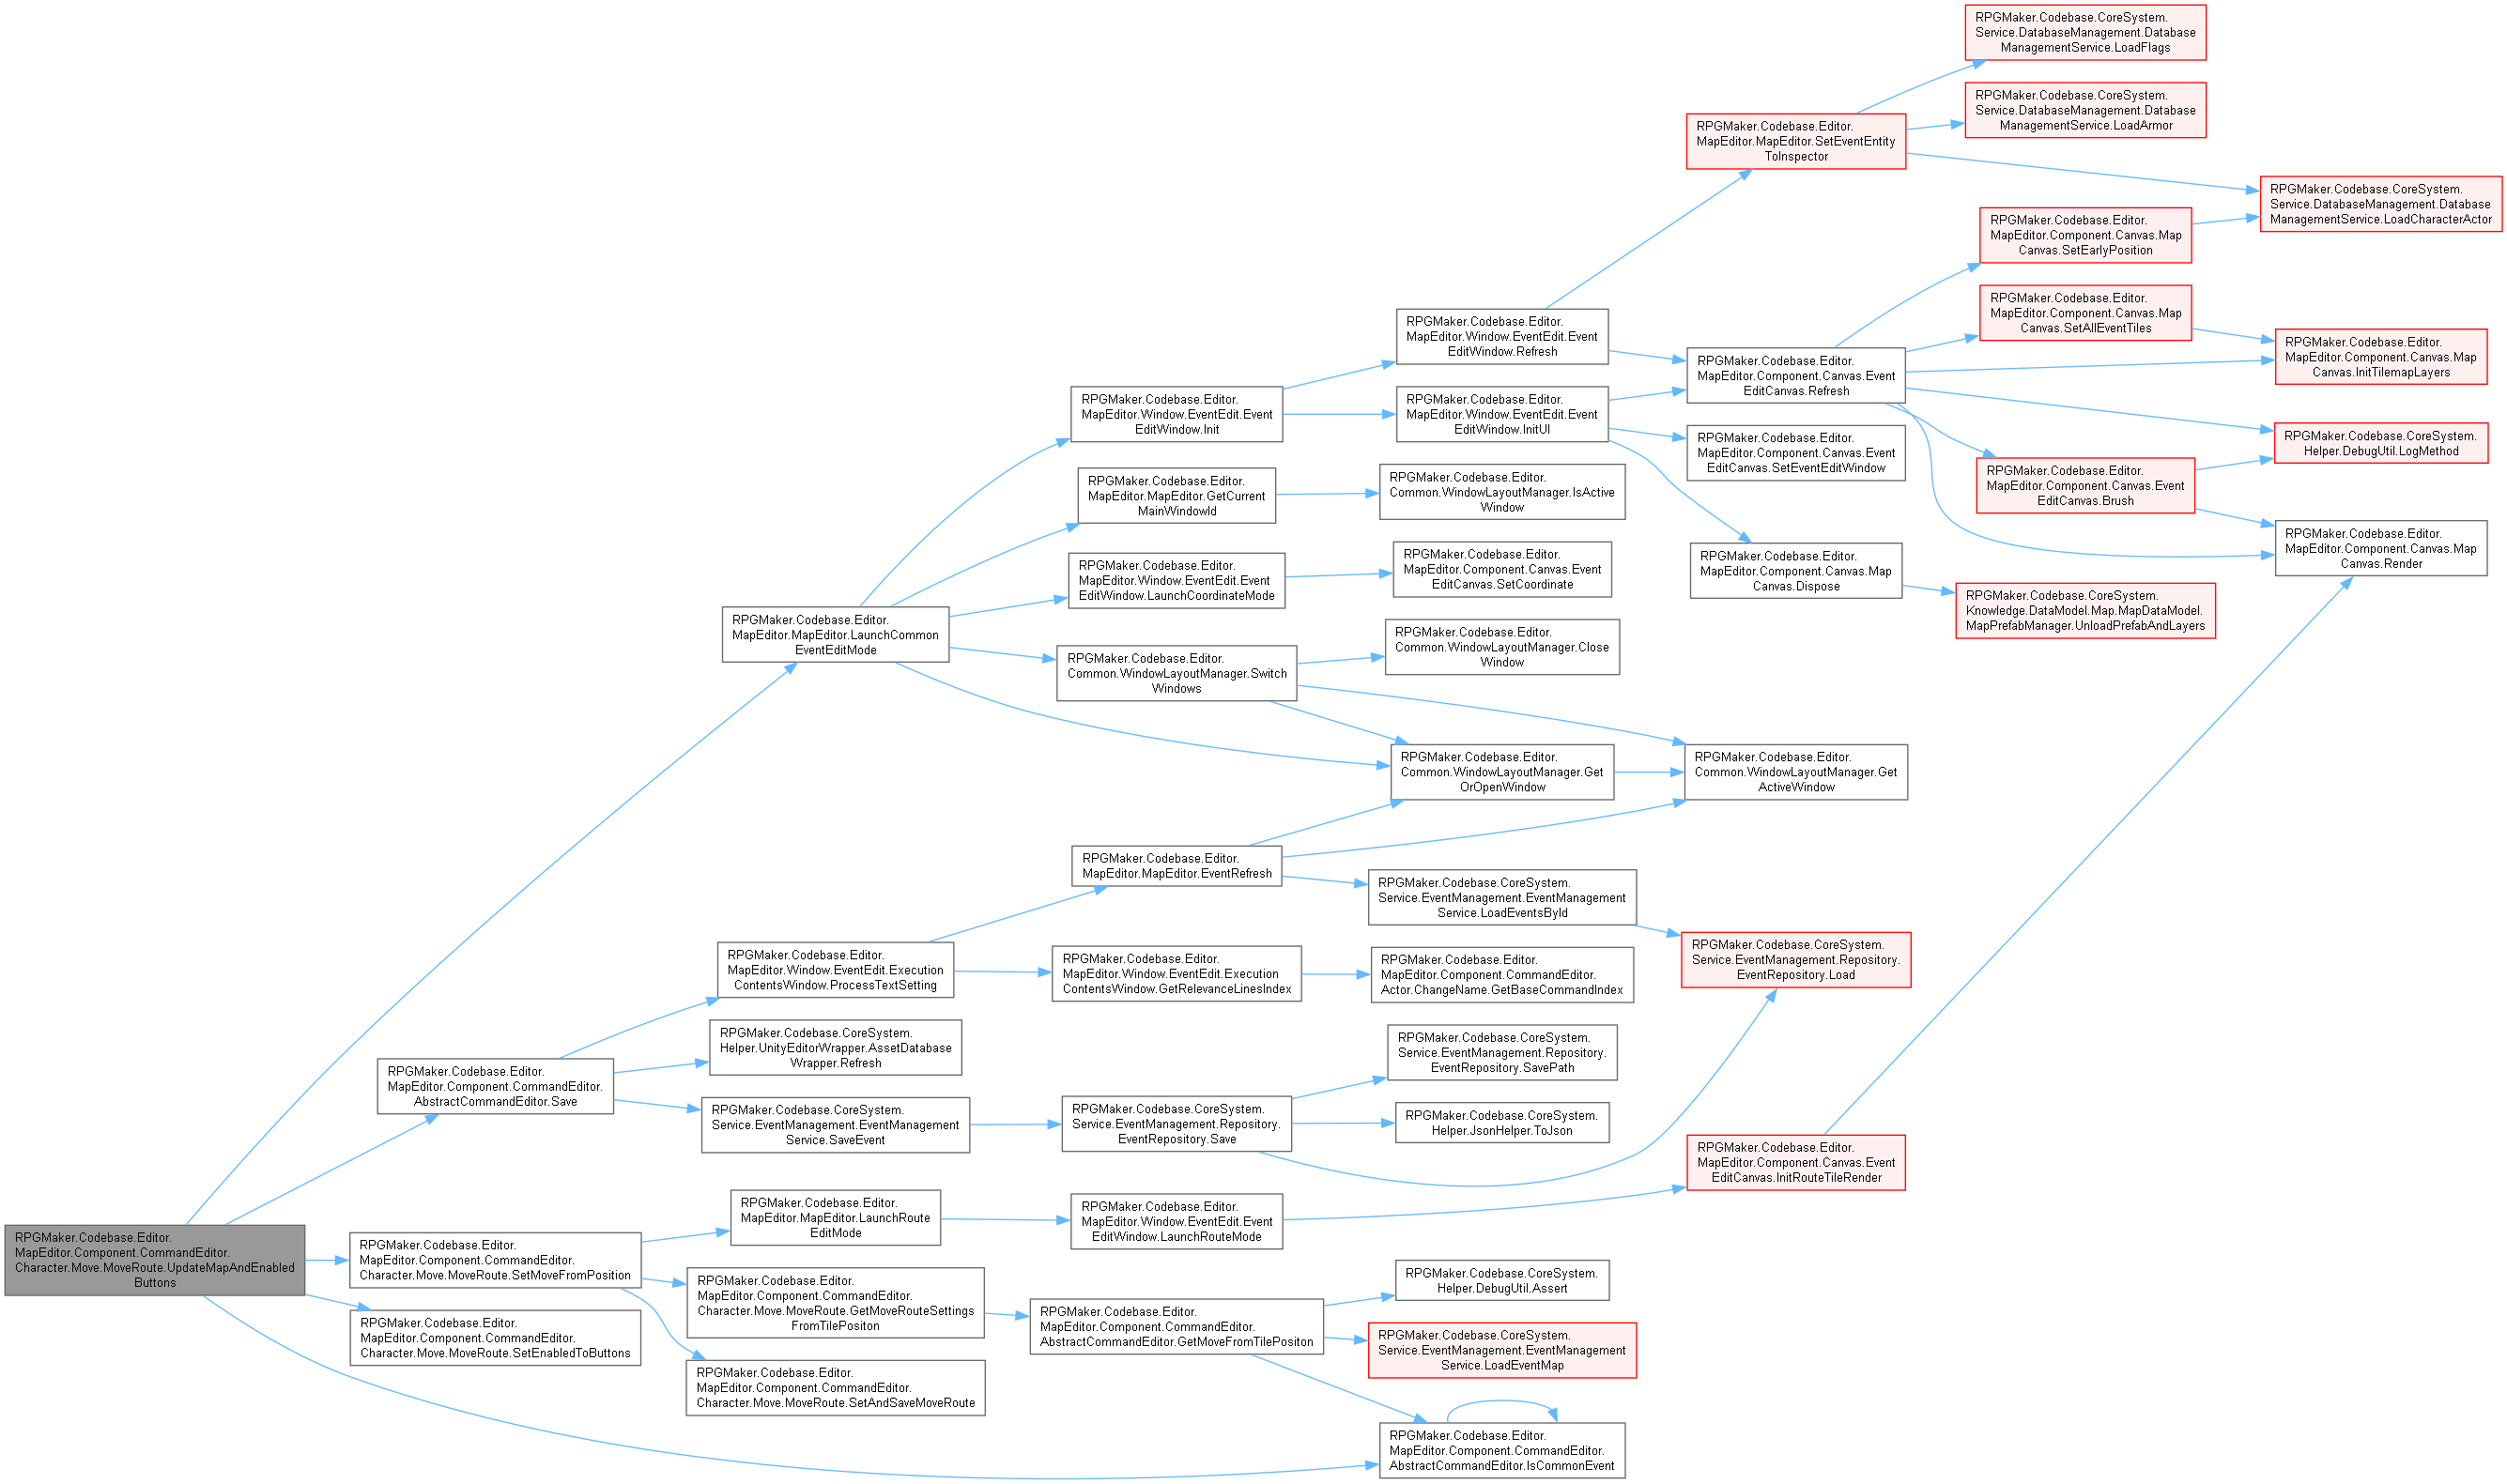 RPGMaker.Codebase.CoreSystem.
Service.DatabaseManagement.Database
ManagementService.LoadFlags
RPGMaker.Codebase.CoreSystem.
Service.DatabaseManagement.Database
ManagementService.LoadArmor
RPGMaker.Codebase.Editor.
MapEditor.MapEditor.SetEventEntity
ToInspector
RPGMaker.Codebase.CoreSystem.
Service.DatabaseManagement.Database
ManagementService.LoadCharacterActor
RPGMaker.Codebase.Editor.
MapEditor.Component.Canvas.Map
Canvas.SetEarlyPosition
RPGMaker.Codebase.Editor.
MapEditor.Component.Canvas.Map
Canvas.SetAllEventTiles
RPGMaker.Codebase.Editor.
MapEditor.Window.EventEdit.Event
EditWindow.Refresh
RPGMaker.Codebase.Editor.
MapEditor.Component.Canvas.Map
Canvas.InitTilemapLayers
RPGMaker.Codebase.Editor.
MapEditor.Component.Canvas.Event
EditCanvas.Refresh
RPGMaker.Codebase.Editor.
MapEditor.Window.EventEdit.Event
EditWindow.Init
RPGMaker.Codebase.Editor.
MapEditor.Window.EventEdit.Event
EditWindow.InitUI
RPGMaker.Codebase.Editor.
MapEditor.Component.Canvas.Event
EditCanvas.SetEventEditWindow
RPGMaker.Codebase.CoreSystem.
Helper.DebugUtil.LogMethod
RPGMaker.Codebase.Editor.
MapEditor.Component.Canvas.Event
EditCanvas.Brush
RPGMaker.Codebase.Editor.
MapEditor.MapEditor.GetCurrent
MainWindowId
RPGMaker.Codebase.Editor.
Common.WindowLayoutManager.IsActive
Window
RPGMaker.Codebase.Editor.
MapEditor.Component.Canvas.Map
Canvas.Render
RPGMaker.Codebase.Editor.
MapEditor.Window.EventEdit.Event
EditWindow.LaunchCoordinateMode
RPGMaker.Codebase.Editor.
MapEditor.Component.Canvas.Event
EditCanvas.SetCoordinate
RPGMaker.Codebase.Editor.
MapEditor.Component.Canvas.Map
Canvas.Dispose
RPGMaker.Codebase.CoreSystem.
Knowledge.DataModel.Map.MapDataModel.
MapPrefabManager.UnloadPrefabAndLayers
RPGMaker.Codebase.Editor.
MapEditor.MapEditor.LaunchCommon
EventEditMode
RPGMaker.Codebase.Editor.
Common.WindowLayoutManager.Close
Window
RPGMaker.Codebase.Editor.
Common.WindowLayoutManager.Switch
Windows
RPGMaker.Codebase.Editor.
Common.WindowLayoutManager.Get
OrOpenWindow
RPGMaker.Codebase.Editor.
Common.WindowLayoutManager.Get
ActiveWindow
RPGMaker.Codebase.Editor.
MapEditor.MapEditor.EventRefresh
RPGMaker.Codebase.CoreSystem.
Service.EventManagement.EventManagement
Service.LoadEventsById
RPGMaker.Codebase.CoreSystem.
Service.EventManagement.Repository.
EventRepository.Load
RPGMaker.Codebase.Editor.
MapEditor.Window.EventEdit.Execution
ContentsWindow.ProcessTextSetting
RPGMaker.Codebase.Editor.
MapEditor.Window.EventEdit.Execution
ContentsWindow.GetRelevanceLinesIndex
RPGMaker.Codebase.Editor.
MapEditor.Component.CommandEditor.
Actor.ChangeName.GetBaseCommandIndex
RPGMaker.Codebase.CoreSystem.
Helper.UnityEditorWrapper.AssetDatabase
Wrapper.Refresh
RPGMaker.Codebase.CoreSystem.
Service.EventManagement.Repository.
EventRepository.SavePath
RPGMaker.Codebase.Editor.
MapEditor.Component.CommandEditor.
AbstractCommandEditor.Save
RPGMaker.Codebase.CoreSystem.
Service.EventManagement.EventManagement
Service.SaveEvent
RPGMaker.Codebase.CoreSystem.
Service.EventManagement.Repository.
EventRepository.Save
RPGMaker.Codebase.CoreSystem.
Helper.JsonHelper.ToJson
RPGMaker.Codebase.Editor.
MapEditor.Component.Canvas.Event
EditCanvas.InitRouteTileRender
RPGMaker.Codebase.Editor.
MapEditor.MapEditor.LaunchRoute
EditMode
RPGMaker.Codebase.Editor.
MapEditor.Window.EventEdit.Event
EditWindow.LaunchRouteMode
RPGMaker.Codebase.Editor.
MapEditor.Component.CommandEditor.
Character.Move.MoveRoute.UpdateMapAndEnabled
Buttons
RPGMaker.Codebase.Editor.
MapEditor.Component.CommandEditor.
Character.Move.MoveRoute.SetMoveFromPosition
RPGMaker.Codebase.Editor.
MapEditor.Component.CommandEditor.
Character.Move.MoveRoute.GetMoveRouteSettings
FromTilePositon
RPGMaker.Codebase.CoreSystem.
Helper.DebugUtil.Assert
RPGMaker.Codebase.Editor.
MapEditor.Component.CommandEditor.
Character.Move.MoveRoute.SetEnabledToButtons
RPGMaker.Codebase.Editor.
MapEditor.Component.CommandEditor.
AbstractCommandEditor.GetMoveFromTilePositon
RPGMaker.Codebase.CoreSystem.
Service.EventManagement.EventManagement
Service.LoadEventMap
RPGMaker.Codebase.Editor.
MapEditor.Component.CommandEditor.
Character.Move.MoveRoute.SetAndSaveMoveRoute
RPGMaker.Codebase.Editor.
MapEditor.Component.CommandEditor.
AbstractCommandEditor.IsCommonEvent